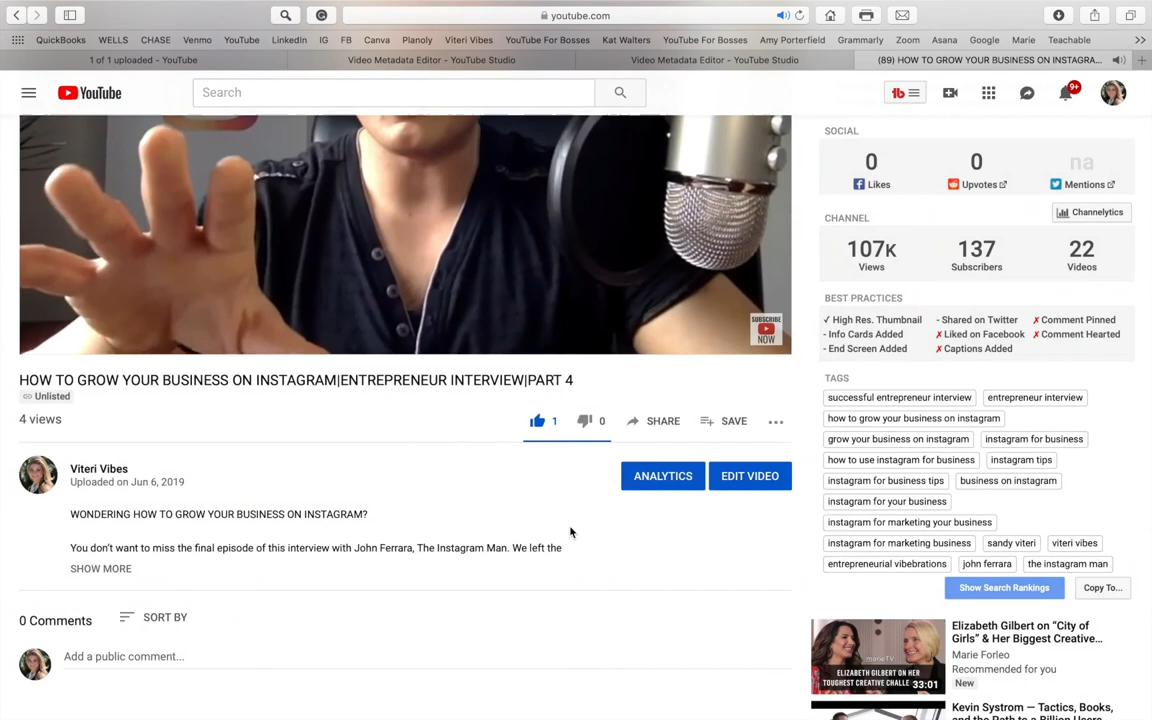 youtube.com
QuickBooks WELLS CHASE Venmo YouTube LinkedIn IG FB Canva Planoly Viteri Vibes YouTube For Bosses Kat Walters YouTube For Bosses Amy Porterfield Grammarly Zoom Asana Google Marie Teachable
1 of 1 uploaded - YouTube Video Metadata Editor - YouTube Studio Video Metadata Editor - YouTube Studio (89) HOW TO GROW YOUR BUSINESS ON INSTAGRA...
YouTube Search tb 9+
SUBSCRIBE
NOW
HOW TO GROW YOUR BUSINESS ON INSTAGRAM|ENTREPRENEUR INTERVIEW|PART 4
Unlisted
4 views 1 0 SHARE SAVE
Viteri Vibes
Uploaded on Jun 6, 2019
ANALYTICS EDIT VIDEO
WONDERING HOW TO GROW YOUR BUSINESS ON INSTAGRAM?
You don't want to miss the final episode of this interview with John Ferrara, The Instagram Man. We left the
SHOW MORE
0 Comments SORT BY
Add a public comment...
SOCIAL
0 0 na
Likes Upvotes Mentions
CHANNEL Channelytics
107K 137 22
Views Subscribers Videos
BEST PRACTICES
✓ High Res. Thumbnail - Shared on Twitter ✗ Comment Pinned
- Info Cards Added ✗ Liked on Facebook ✗ Comment Hearted
- End Screen Added ✗ Captions Added
TAGS
successful entrepreneur interview entrepreneur interview
how to grow your business on instagram
grow your business on instagram instagram for business
how to use instagram for business instagram tips
instagram for business tips business on instagram
instagram for your business
instagram for marketing your business
instagram for marketing business sandy viteri viteri vibes
entrepreneurial vibebrations john ferrara the instagram man
Show Search Rankings Copy To...
ELIZABETH GILBERT ON HER
TOUGHEST CREATIVE CHALLE 33:01
Elizabeth Gilbert on "City of
Girls" & Her Biggest Creative...
Marie Forleo
Recommended for you
New
Kevin Systrom — Tactics, Books,
and the Path to a Billion Users